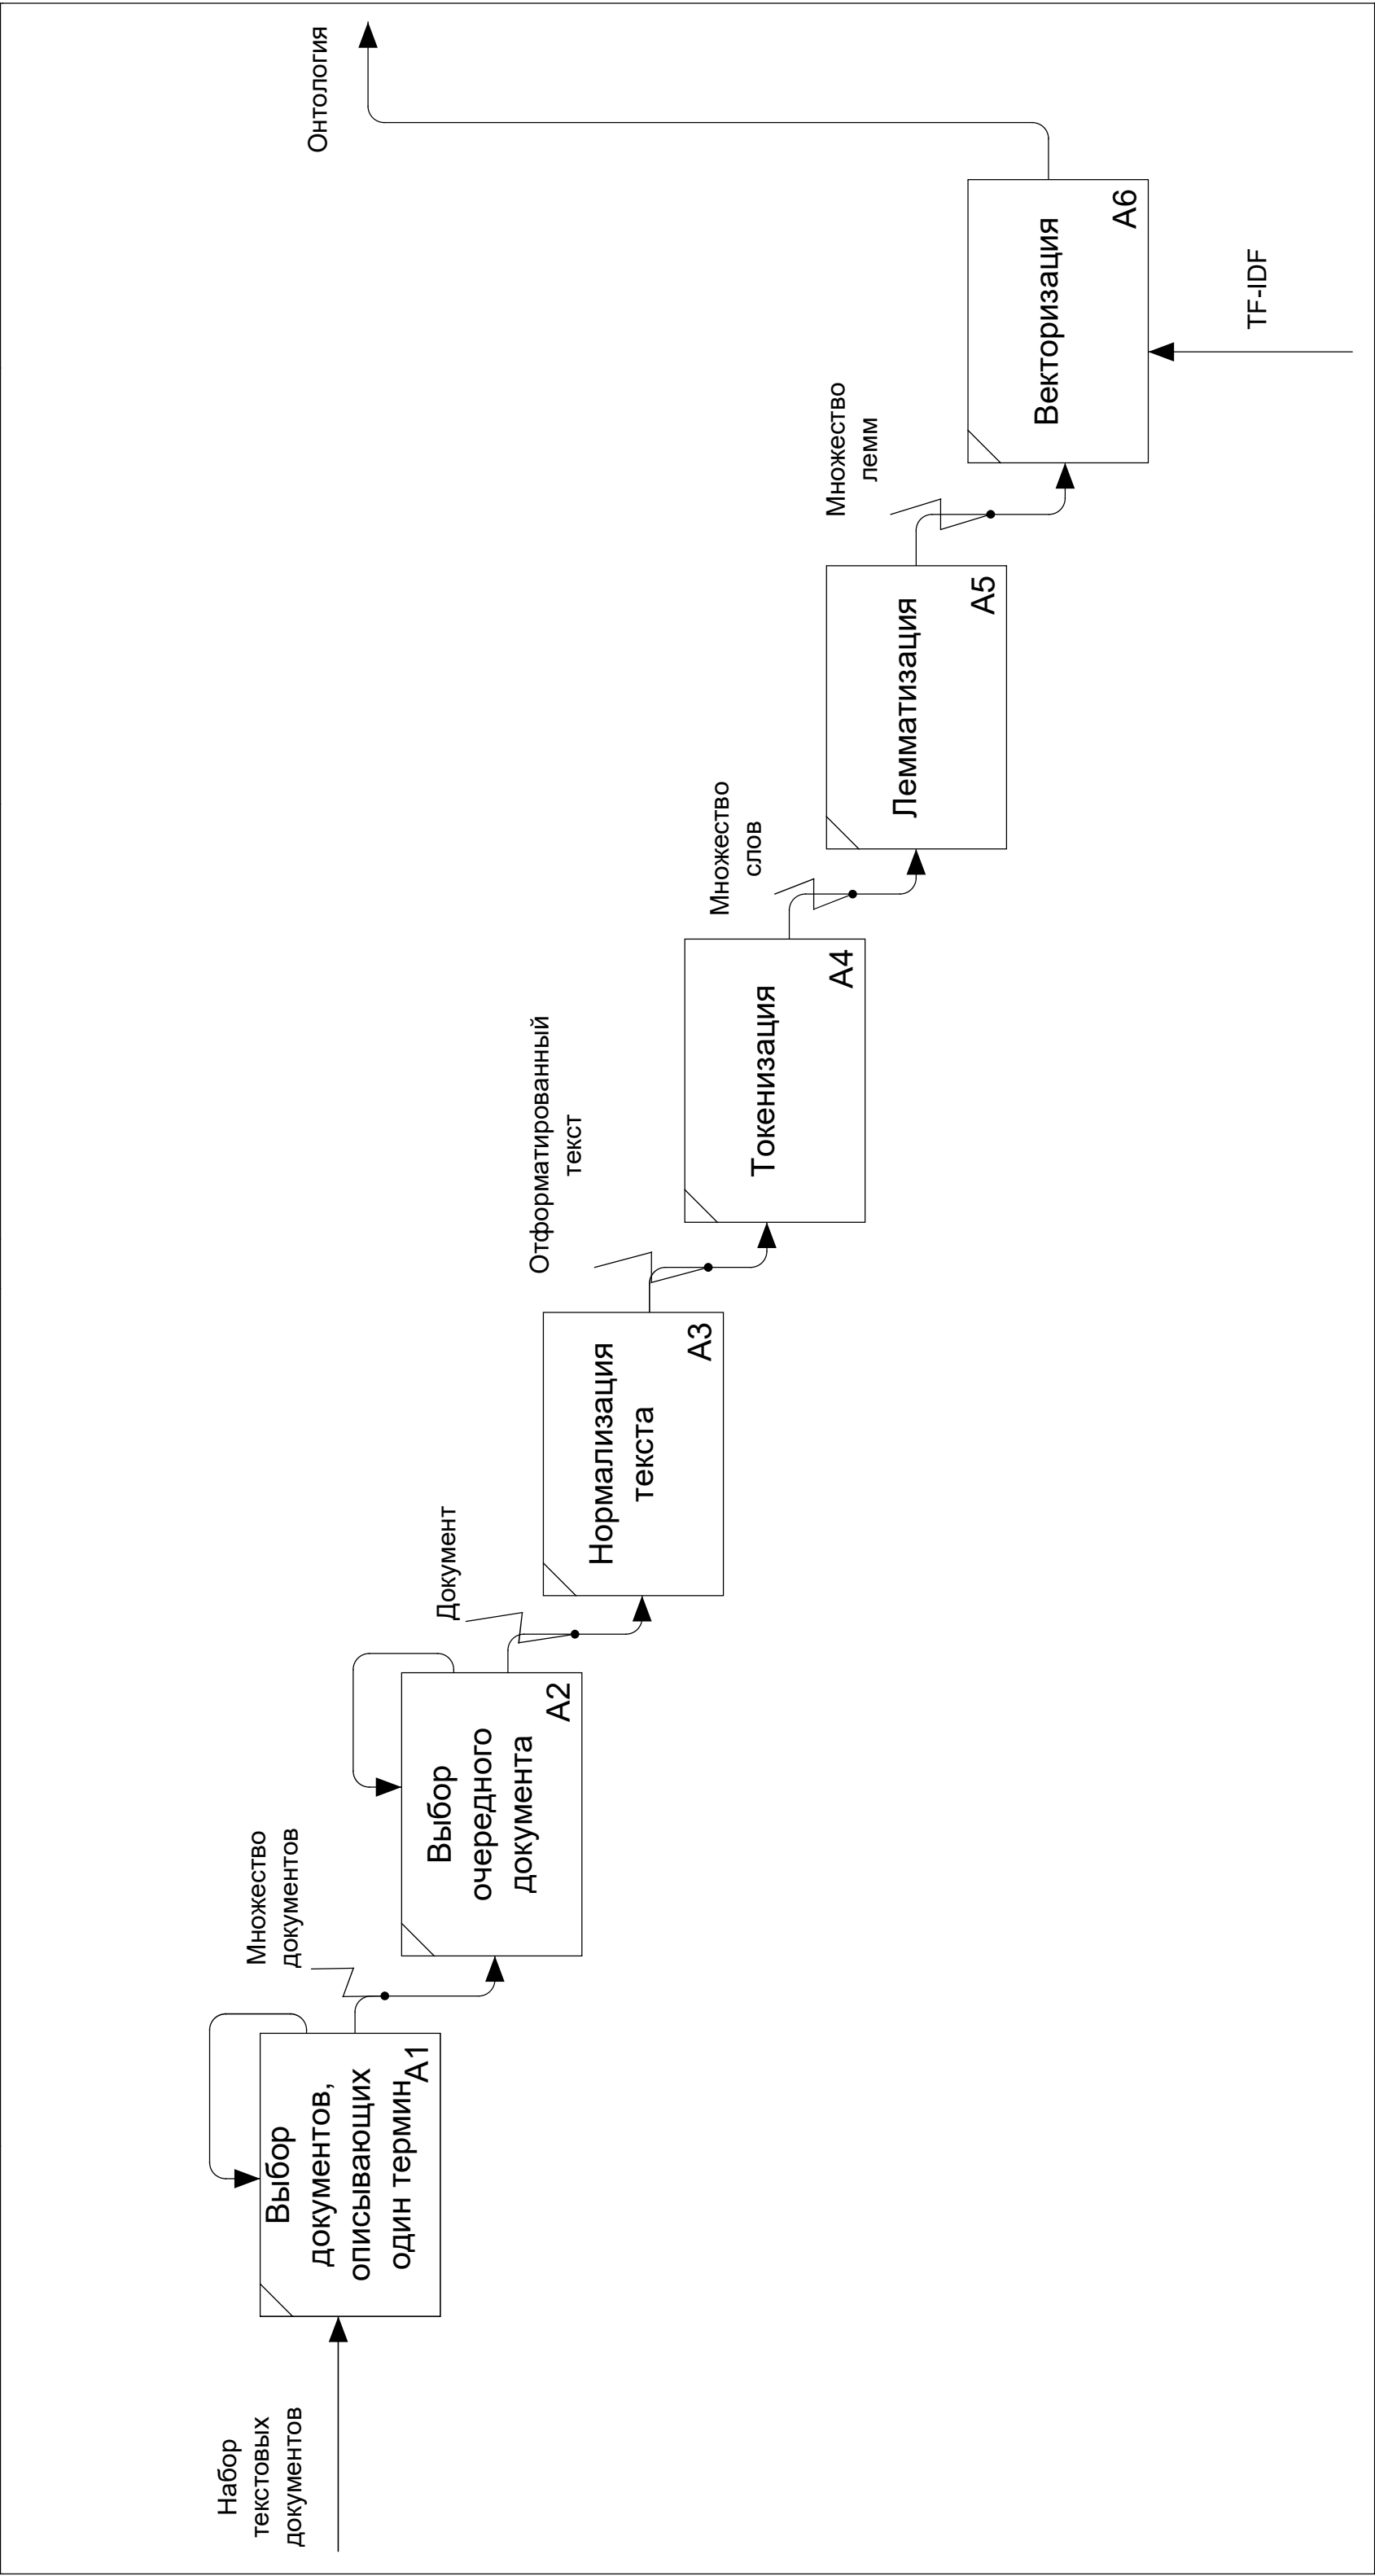 Набор
текстовых
документов
Выбор
документов,
описывающих
один термин
A1
Множество
документов
Выбор
очередного
документа
A2
Документ
Нормализация
текста
A3
Отформатированный
текст
Токенизация
A4
Множество
слов
Лемматизация
A5
Множество
лемм
Векторизация
A6
TF-IDF
Онтология